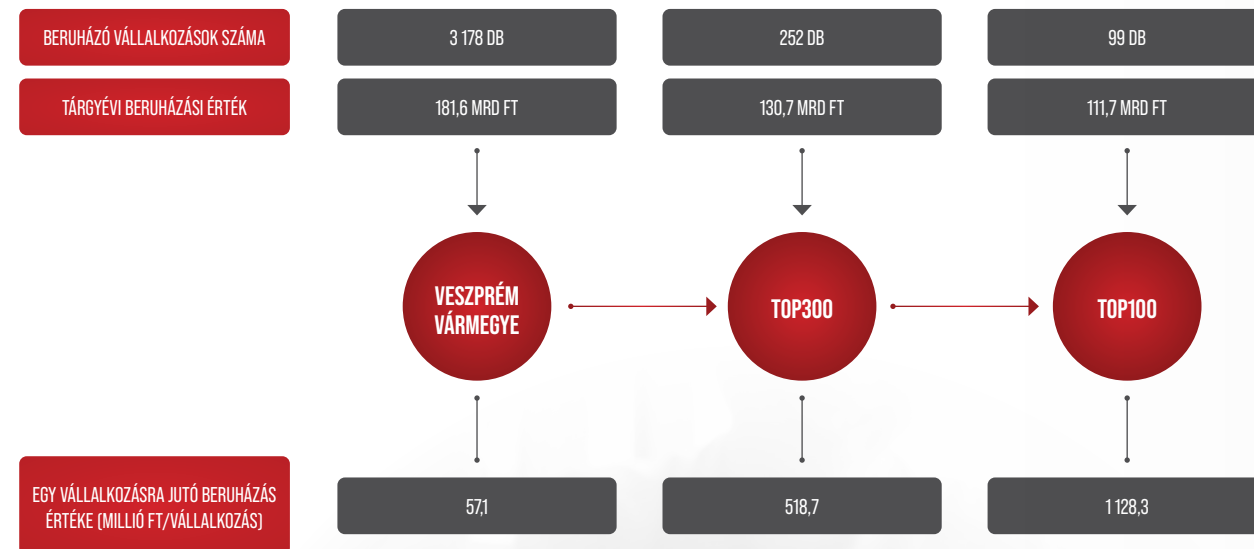 BERUHÁZÓ VÁLLALKOZÁSOK SZÁMA
3 178 DB
252 DB
99 DB
TÁRGYÉVI BERUHÁZÁSI ÉRTÉK
181,6 MRD FT
130,7 MRD FT
111,7 MRD FT
VESZPRÉM
VÁRMEGYE
TOP300
TOP100
EGY VÁLLALKOZÁSRA JUTÓ BERUHÁZÁS
ÉRTÉKE (MILLIÓ FT/VÁLLALKOZÁS)
57,1
518,7
1 128,3